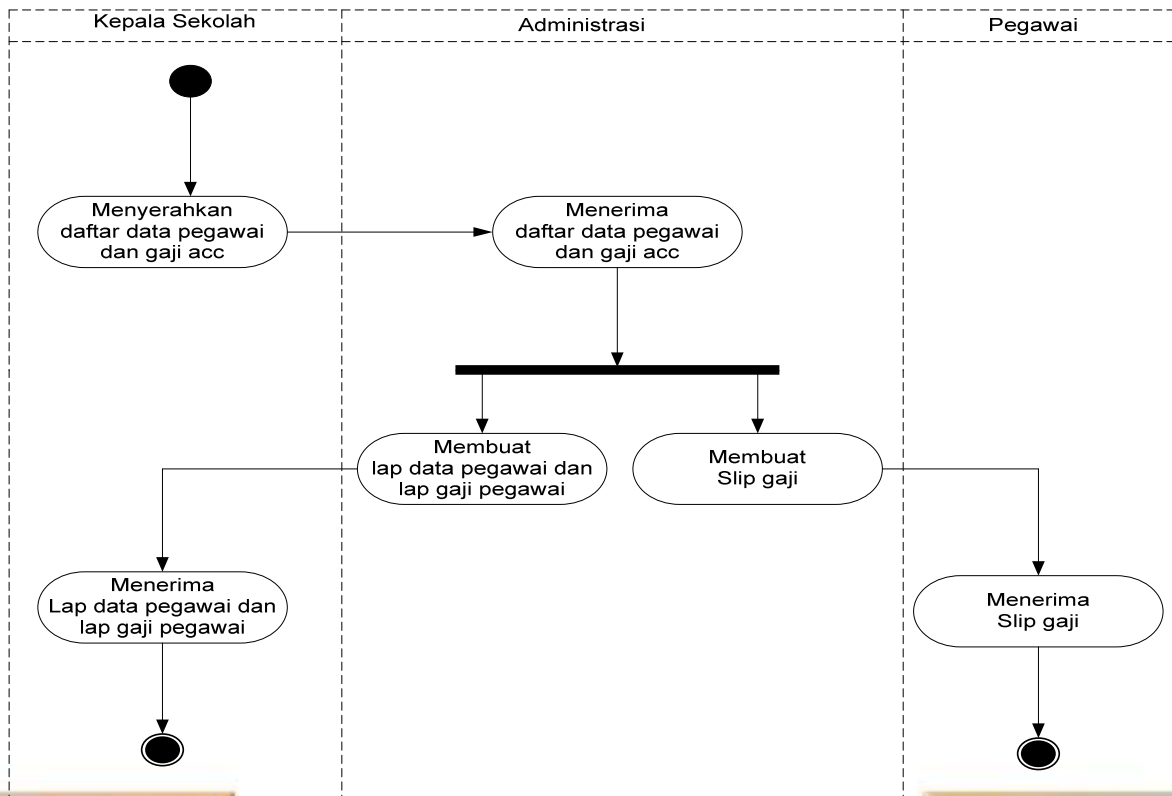 Kepala Sekolah
Administrasi
Pegawai
Menyerahkan
daftar data pegawai
dan gaji acc
Menerima
daftar data pegawai
dan gaji acc
Membuat
lap data pegawai dan
lap gaji pegawai
Membuat
Slip gaji
Menerima
Lap data pegawai dan
lap gaji pegawai
Menerima
Slip gaji